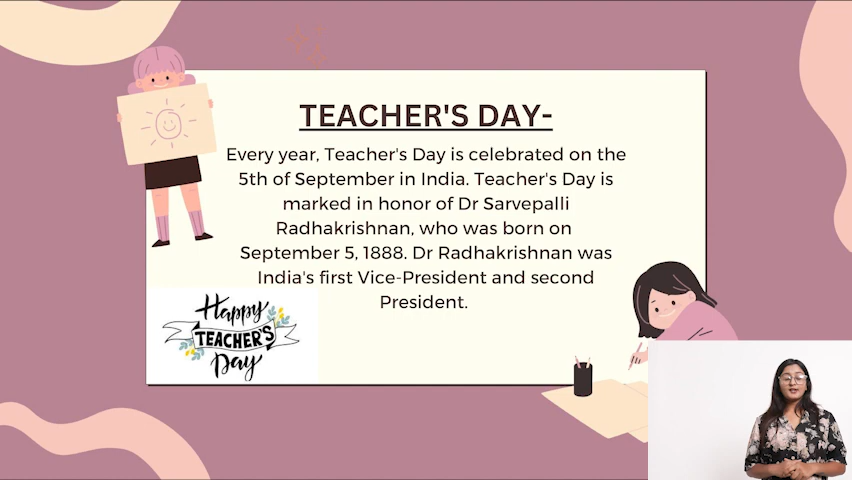 TEACHER'S DAY-
Every year, Teacher's Day is celebrated on the
5th of September in India. Teacher's Day is
marked in honor of Dr Sarvepalli
Radhakrishnan, who was born on
September 5, 1888. Dr Radhakrishnan was
India's first Vice-President and second
President.
Happy
TEACHER'S
Day